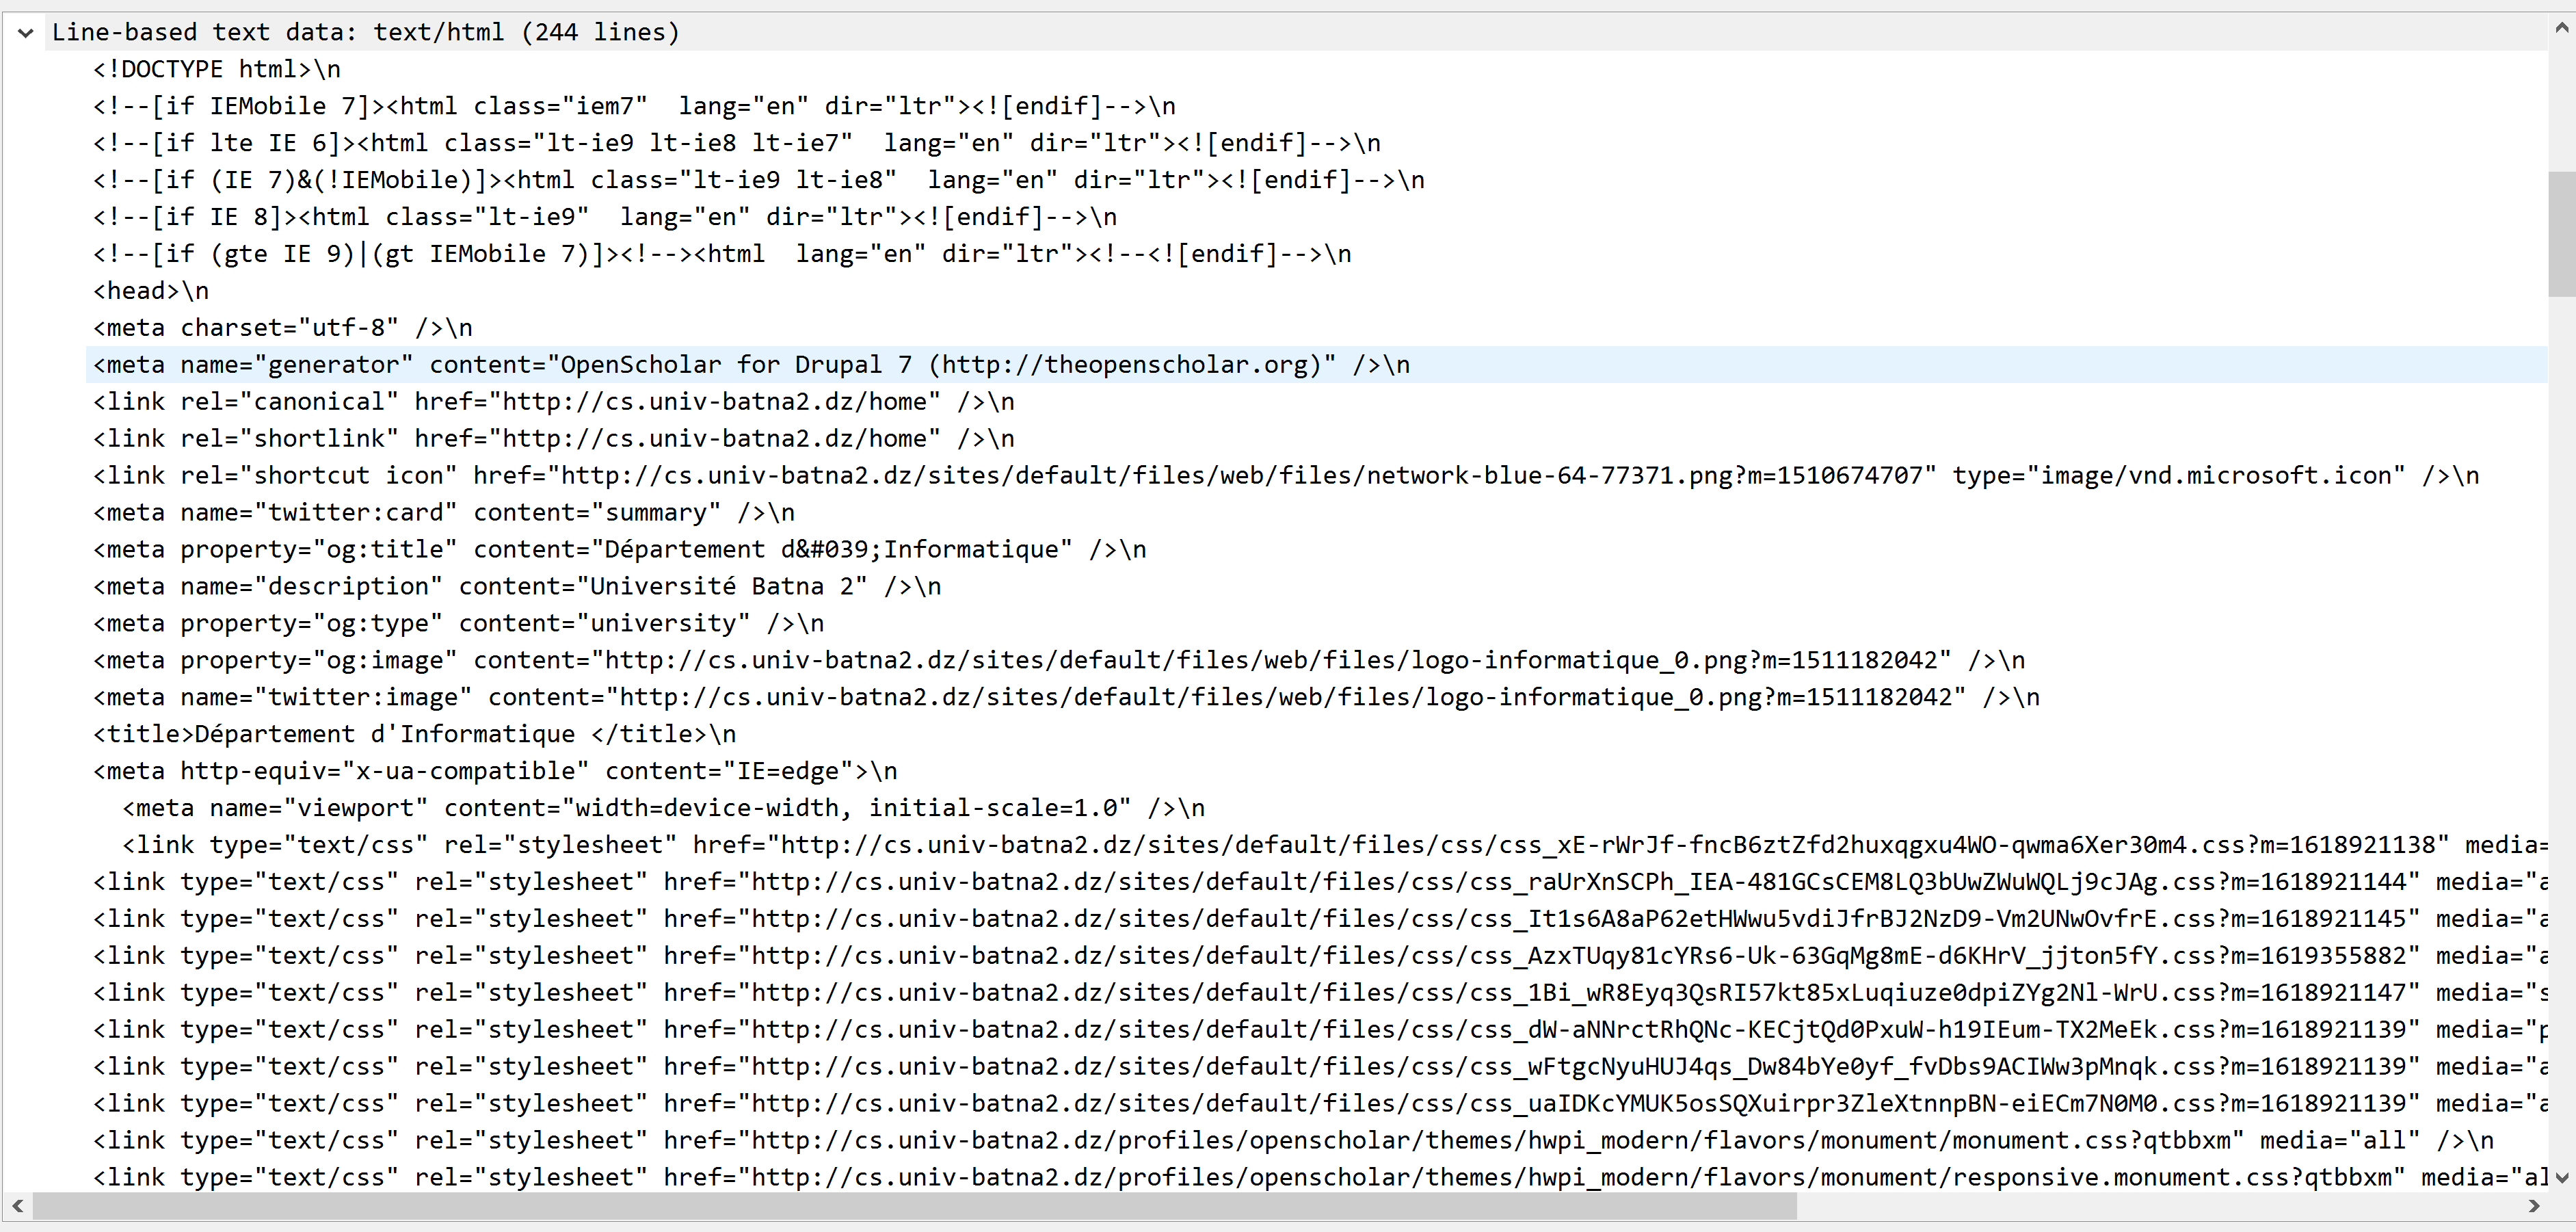 Line-based text data: text/html (244 lines)
<!DOCTYPE html>\n
<!--[if IEMobile 7]><html class="iem7"  lang="en" dir="ltr"><![endif]-->\n
<!--[if lte IE 6]><html class="lt-ie9 lt-ie8 lt-ie7"  lang="en" dir="ltr"><![endif]-->\n
<!--[if (IE 7)&(!IEMobile)]><html class="lt-ie9 lt-ie8"  lang="en" dir="ltr"><![endif]-->\n
<!--[if IE 8]><html class="lt-ie9"  lang="en" dir="ltr"><![endif]-->\n
<!--[if (gte IE 9)|(gt IEMobile 7)]><!--><html  lang="en" dir="ltr"><!--<![endif]-->\n
<head>\n
<meta charset="utf-8" />\n
<meta name="generator" content="OpenScholar for Drupal 7 (http://theopenscholar.org)" />\n
<link rel="canonical" href="http://cs.univ-batna2.dz/home" />\n
<link rel="shortlink" href="http://cs.univ-batna2.dz/home" />\n
<link rel="shortcut icon" href="http://cs.univ-batna2.dz/sites/default/files/web/files/network-blue-64-77371.png?m=1510674707" type="image/vnd.microsoft.icon" />\n
<meta name="twitter:card" content="summary" />\n
<meta property="og:title" content="Département d&#039;Informatique" />\n
<meta name="description" content="Université Batna 2" />\n
<meta property="og:type" content="university" />\n
<meta property="og:image" content="http://cs.univ-batna2.dz/sites/default/files/web/files/logo-informatique_0.png?m=1511182042" />\n
<meta name="twitter:image" content="http://cs.univ-batna2.dz/sites/default/files/web/files/logo-informatique_0.png?m=1511182042" />\n
<title>Département d'Informatique </title>\n
<meta http-equiv="x-ua-compatible" content="IE=edge">\n
<meta name="viewport" content="width=device-width, initial-scale=1.0" />\n
<link type="text/css" rel="stylesheet" href="http://cs.univ-batna2.dz/sites/default/files/css/css_xE-rWrJf-fncB6ztZfd2huxqgxu4WO-qwma6Xer30m4.css?m=1618921138" media=
<link type="text/css" rel="stylesheet" href="http://cs.univ-batna2.dz/sites/default/files/css/css_raUrXnSCPh_IEA-481GCsCEM8LQ3bUwZWuWQLj9cJAg.css?m=1618921144" media="a
<link type="text/css" rel="stylesheet" href="http://cs.univ-batna2.dz/sites/default/files/css/css_It1s6A8aP62etHWwu5vdiJfrBJ2NzD9-Vm2UNwOvfrE.css?m=1618921145" media="a
<link type="text/css" rel="stylesheet" href="http://cs.univ-batna2.dz/sites/default/files/css/css_AzxTUqy81cYRs6-Uk-63GqMg8mE-d6KHrV_jjton5fY.css?m=1619355882" media="a
<link type="text/css" rel="stylesheet" href="http://cs.univ-batna2.dz/sites/default/files/css/css_1Bi_wR8Eyq3QsRI57kt85xLuqiuze0dpiZYg2Nl-WrU.css?m=1618921147" media="s
<link type="text/css" rel="stylesheet" href="http://cs.univ-batna2.dz/sites/default/files/css/css_dW-aNNrctRhQNc-KECjtQd0PxuW-h19IEum-TX2MeEk.css?m=1618921139" media="p
<link type="text/css" rel="stylesheet" href="http://cs.univ-batna2.dz/sites/default/files/css/css_wFtgcNyuHUJ4qs_Dw84bYe0yf_fvDbs9ACIWw3pMnqk.css?m=1618921139" media="a
<link type="text/css" rel="stylesheet" href="http://cs.univ-batna2.dz/sites/default/files/css/css_uaIDKcYMUK5osSQXuirpr3ZleXtnnpBN-eiECm7N0M0.css?m=1618921139" media="a
<link type="text/css" rel="stylesheet" href="http://cs.univ-batna2.dz/profiles/openscholar/themes/hwpi_modern/flavors/monument/monument.css?qtbbxm" media="all" />\n
<link type="text/css" rel="stylesheet" href="http://cs.univ-batna2.dz/profiles/openscholar/themes/hwpi_modern/flavors/monument/responsive.monument.css?qtbbxm" media="al